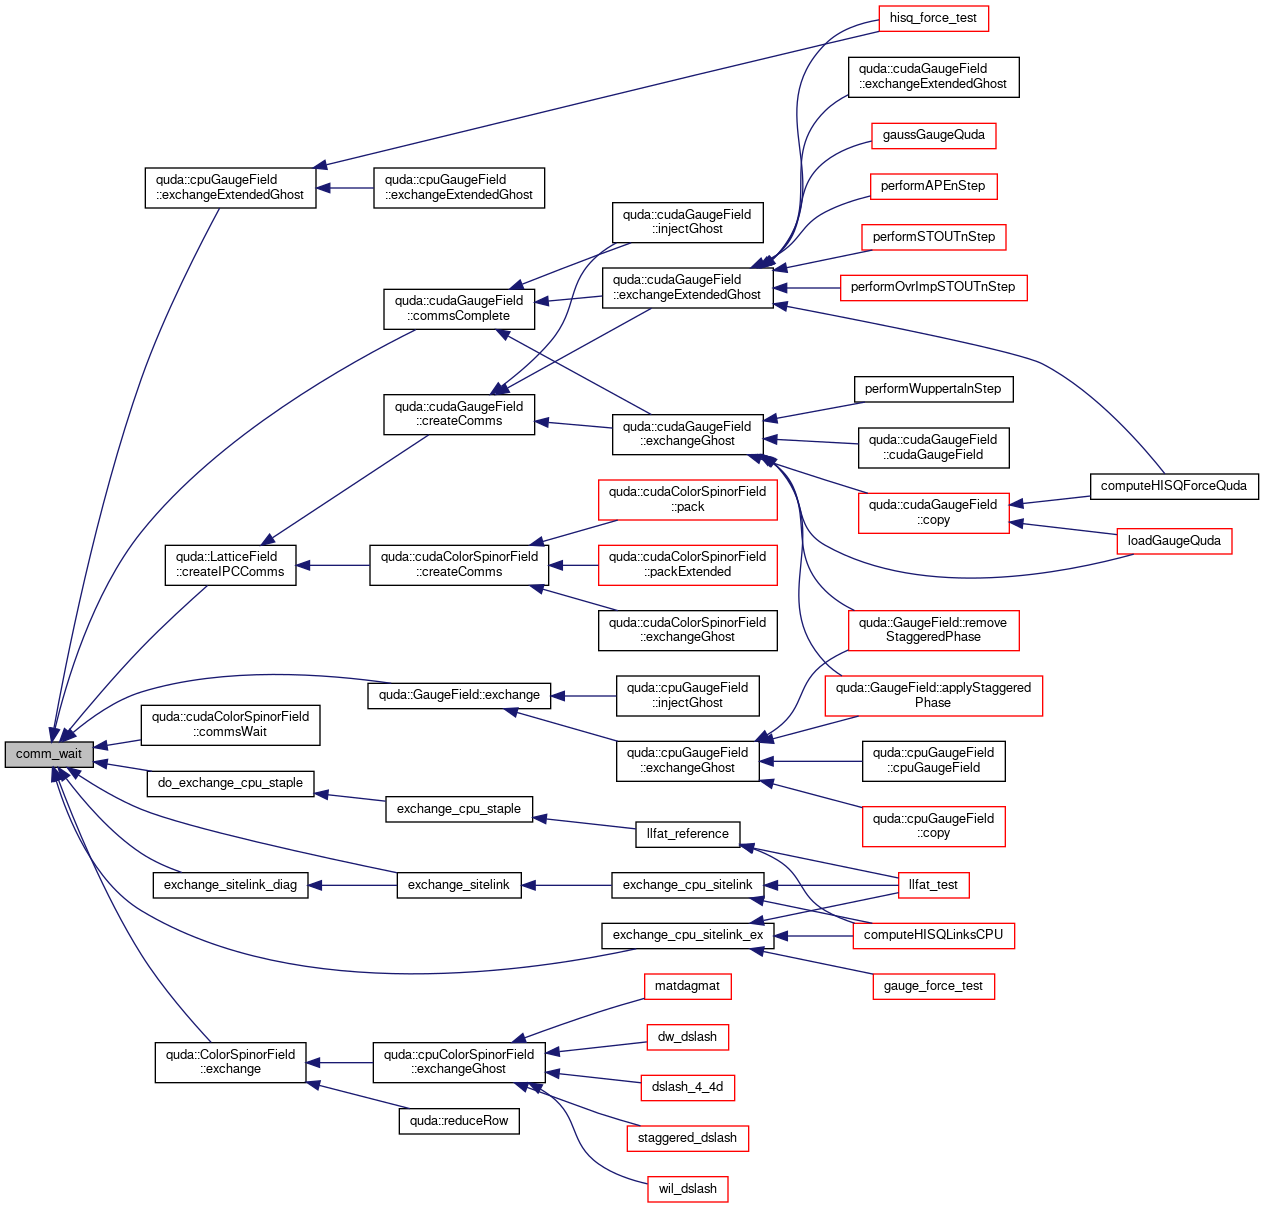 hisq_force_test
quda::cudaGaugeField
::exchangeExtendedGhost
gaussGaugeQuda
quda::cpuGaugeField
::exchangeExtendedGhost
quda::cpuGaugeField
::exchangeExtendedGhost
performAPEnStep
quda::cudaGaugeField
::injectGhost
performSTOUTnStep
quda::cudaGaugeField
::commsComplete
quda::cudaGaugeField
::exchangeExtendedGhost
performOvrImpSTOUTnStep
quda::cudaGaugeField
::createComms
quda::cudaGaugeField
::exchangeGhost
performWuppertalnStep
quda::cudaGaugeField
::cudaGaugeField
computeHISQForceQuda
quda::cudaColorSpinorField
::pack
quda::cudaGaugeField
::copy
loadGaugeQuda
quda::LatticeField
::createIPCComms
quda::cudaColorSpinorField
::createComms
quda::cudaColorSpinorField
::packExtended
quda::cudaColorSpinorField
::exchangeGhost
quda::GaugeField::remove
StaggeredPhase
quda::GaugeField::exchange
quda::cpuGaugeField
::injectGhost
quda::GaugeField::applyStaggered
Phase
quda::cudaColorSpinorField
::commsWait
comm_wait
quda::cpuGaugeField
::exchangeGhost
quda::cpuGaugeField
::cpuGaugeField
do_exchange_cpu_staple
exchange_cpu_staple
llfat_reference
quda::cpuGaugeField
::copy
exchange_sitelink_diag
exchange_sitelink
exchange_cpu_sitelink
llfat_test
exchange_cpu_sitelink_ex
computeHISQLinksCPU
gauge_force_test
matdagmat
dw_dslash
quda::ColorSpinorField
::exchange
quda::cpuColorSpinorField
::exchangeGhost
dslash_4_4d
quda::reduceRow
staggered_dslash
wil_dslash